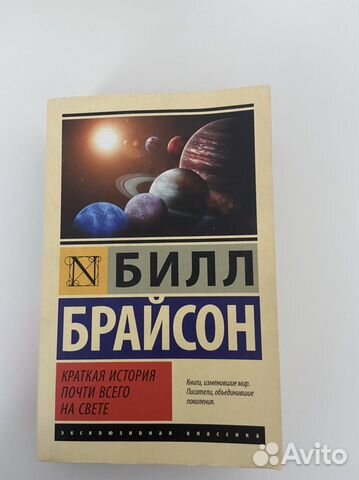 N
БИЛЛ
БРАЙСОН
КРАТКАЯ ИСТОРИЯ
ПОЧТИ ВСЕГО
НА СВЕТЕ
Книги, изменившие мир.
Писатели, объединившие
поколения.
эксклюзивная классика
Avito